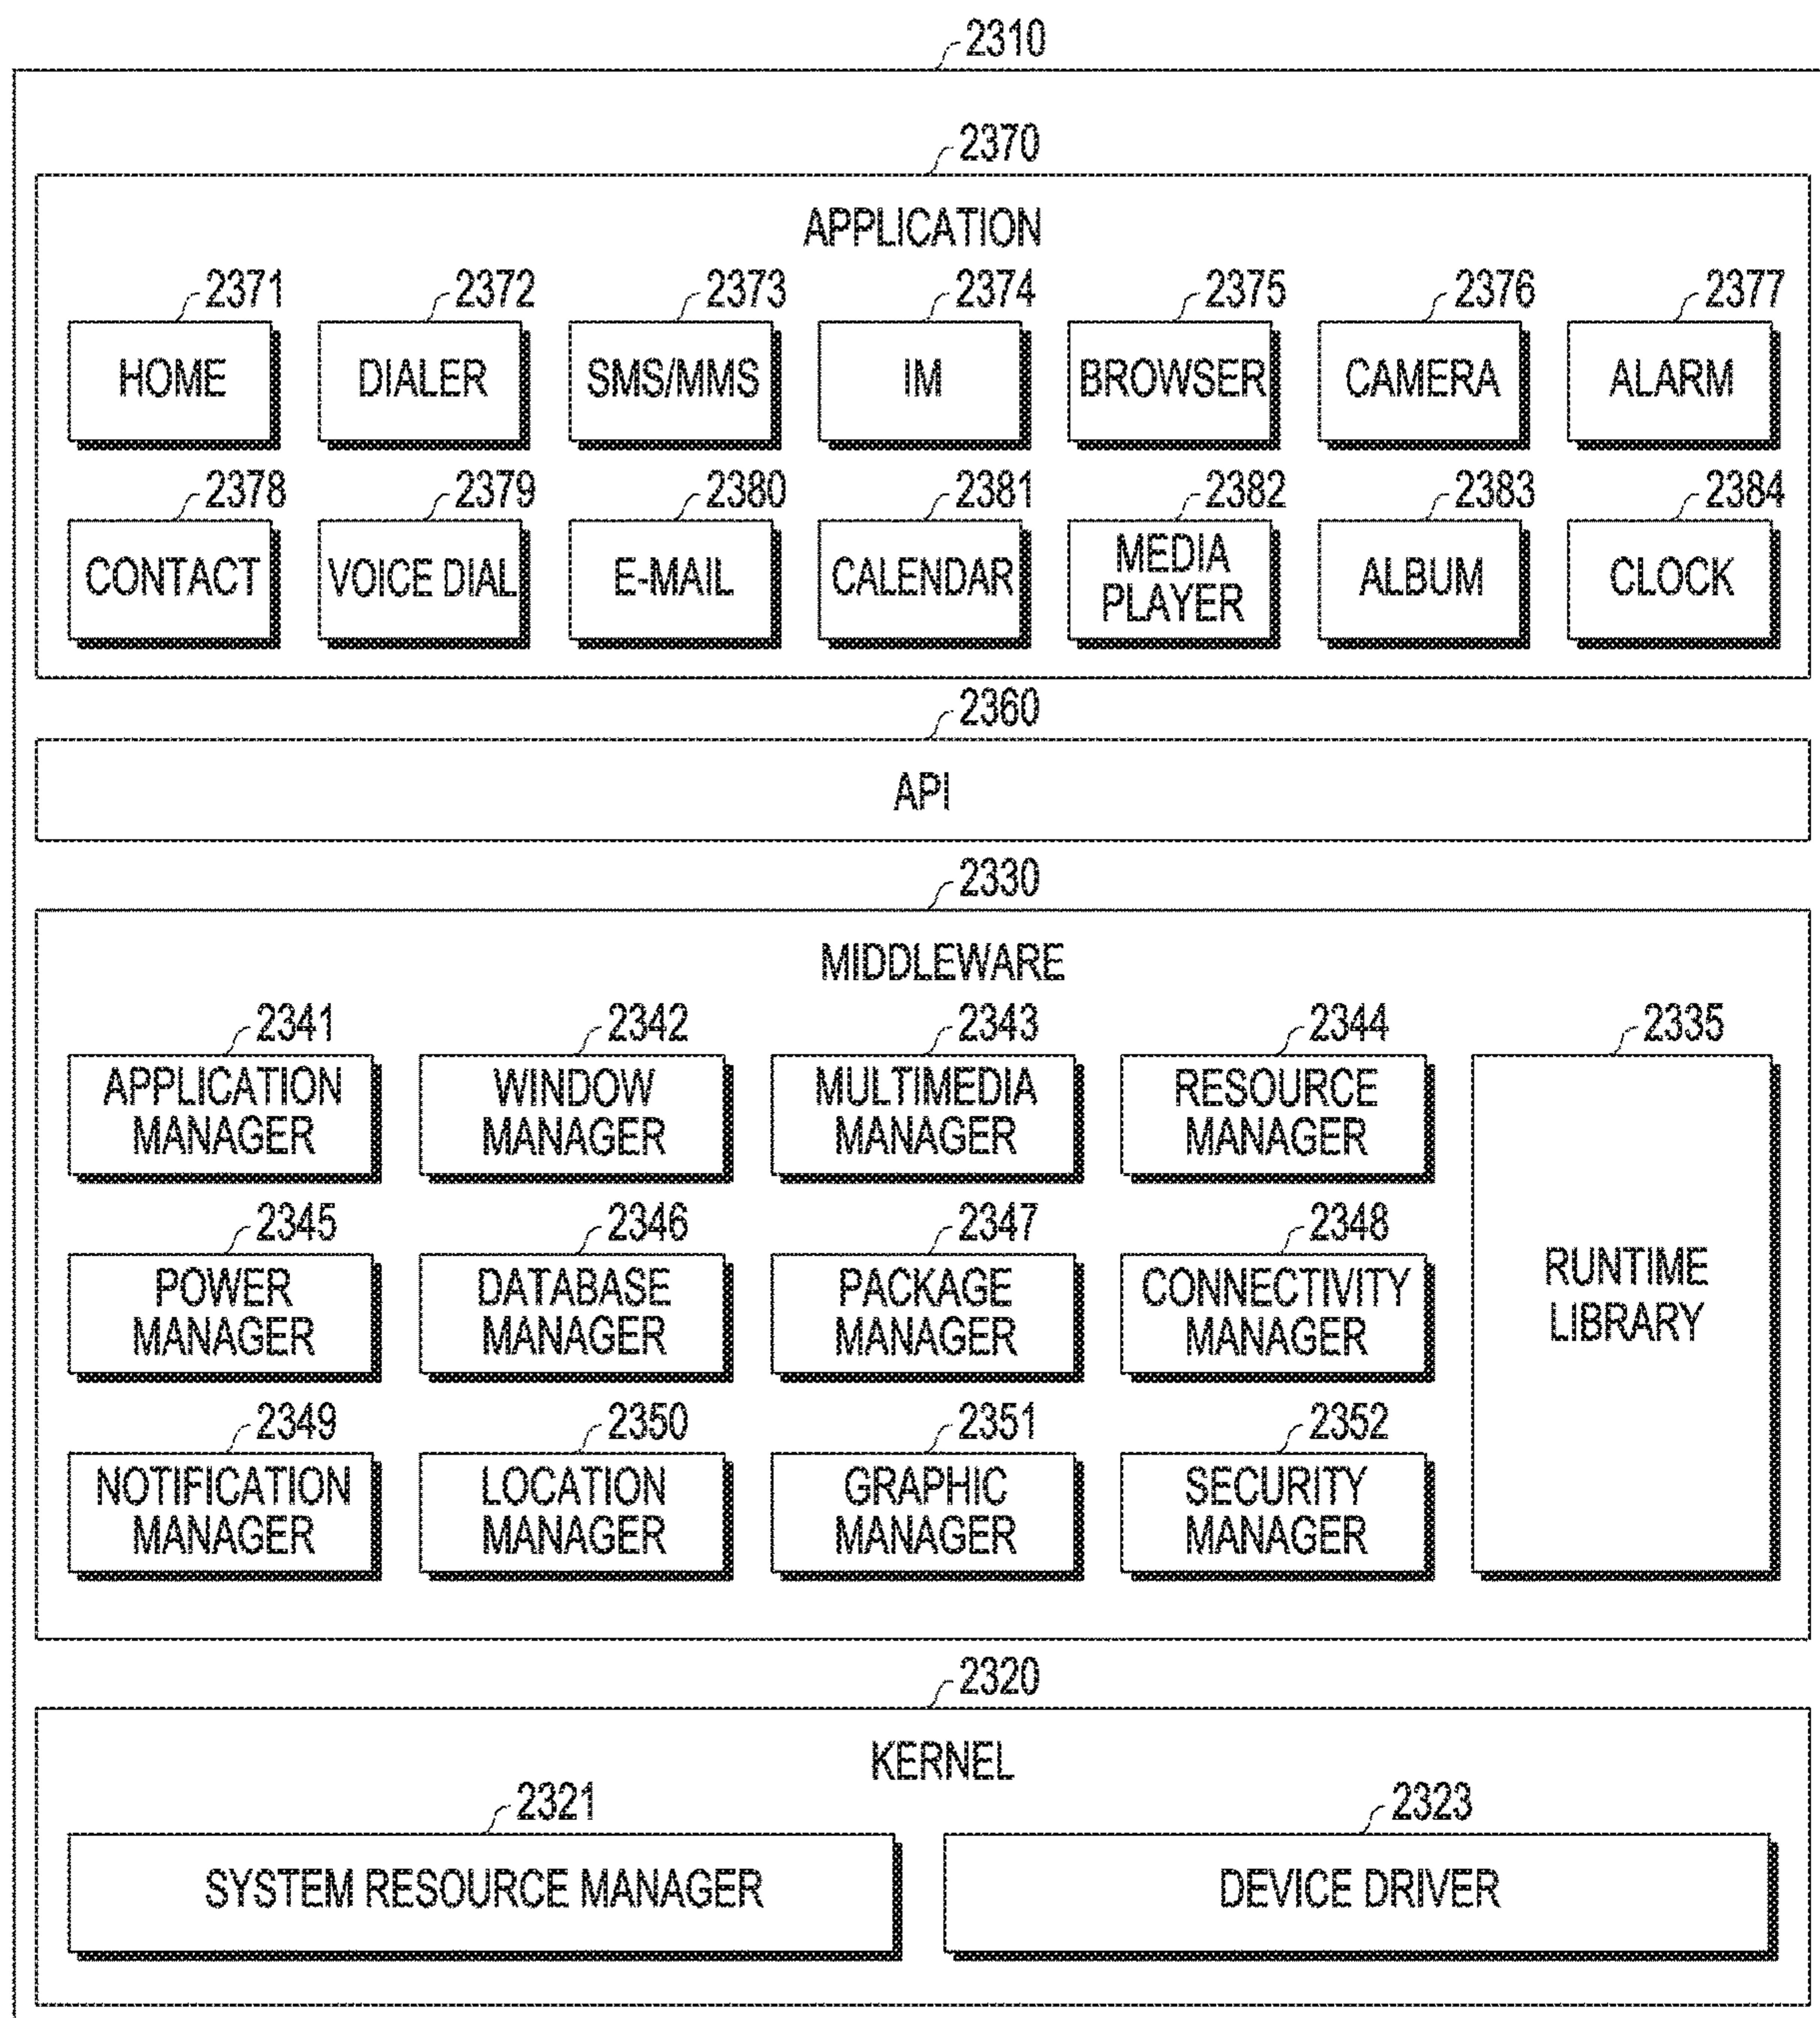 2310
2370
APPLICATION
2371 2372 2373 2374 2375 2376 2377
HOME DIALER SMS/MMS IM BROWSER CAMERA ALARM
2378 2379 2380 2381 2382 2383 2384
CONTACT VOICE DIAL E-MAIL CALENDAR MEDIA PLAYER ALBUM CLOCK
2360
API
2330
MIDDLEWARE
2341 2342 2343 2344 2335
APPLICATION MANAGER WINDOW MANAGER MULTIMEDIA MANAGER RESOURCE MANAGER
2345 2346 2347 2348
POWER MANAGER DATABASE MANAGER PACKAGE MANAGER CONNECTIVITY MANAGER RUNTIME LIBRARY
2349 2350 2351 2352
NOTIFICATION MANAGER LOCATION MANAGER GRAPHIC MANAGER SECURITY MANAGER
2320
KERNEL
2321 2323
SYSTEM RESOURCE MANAGER DEVICE DRIVER